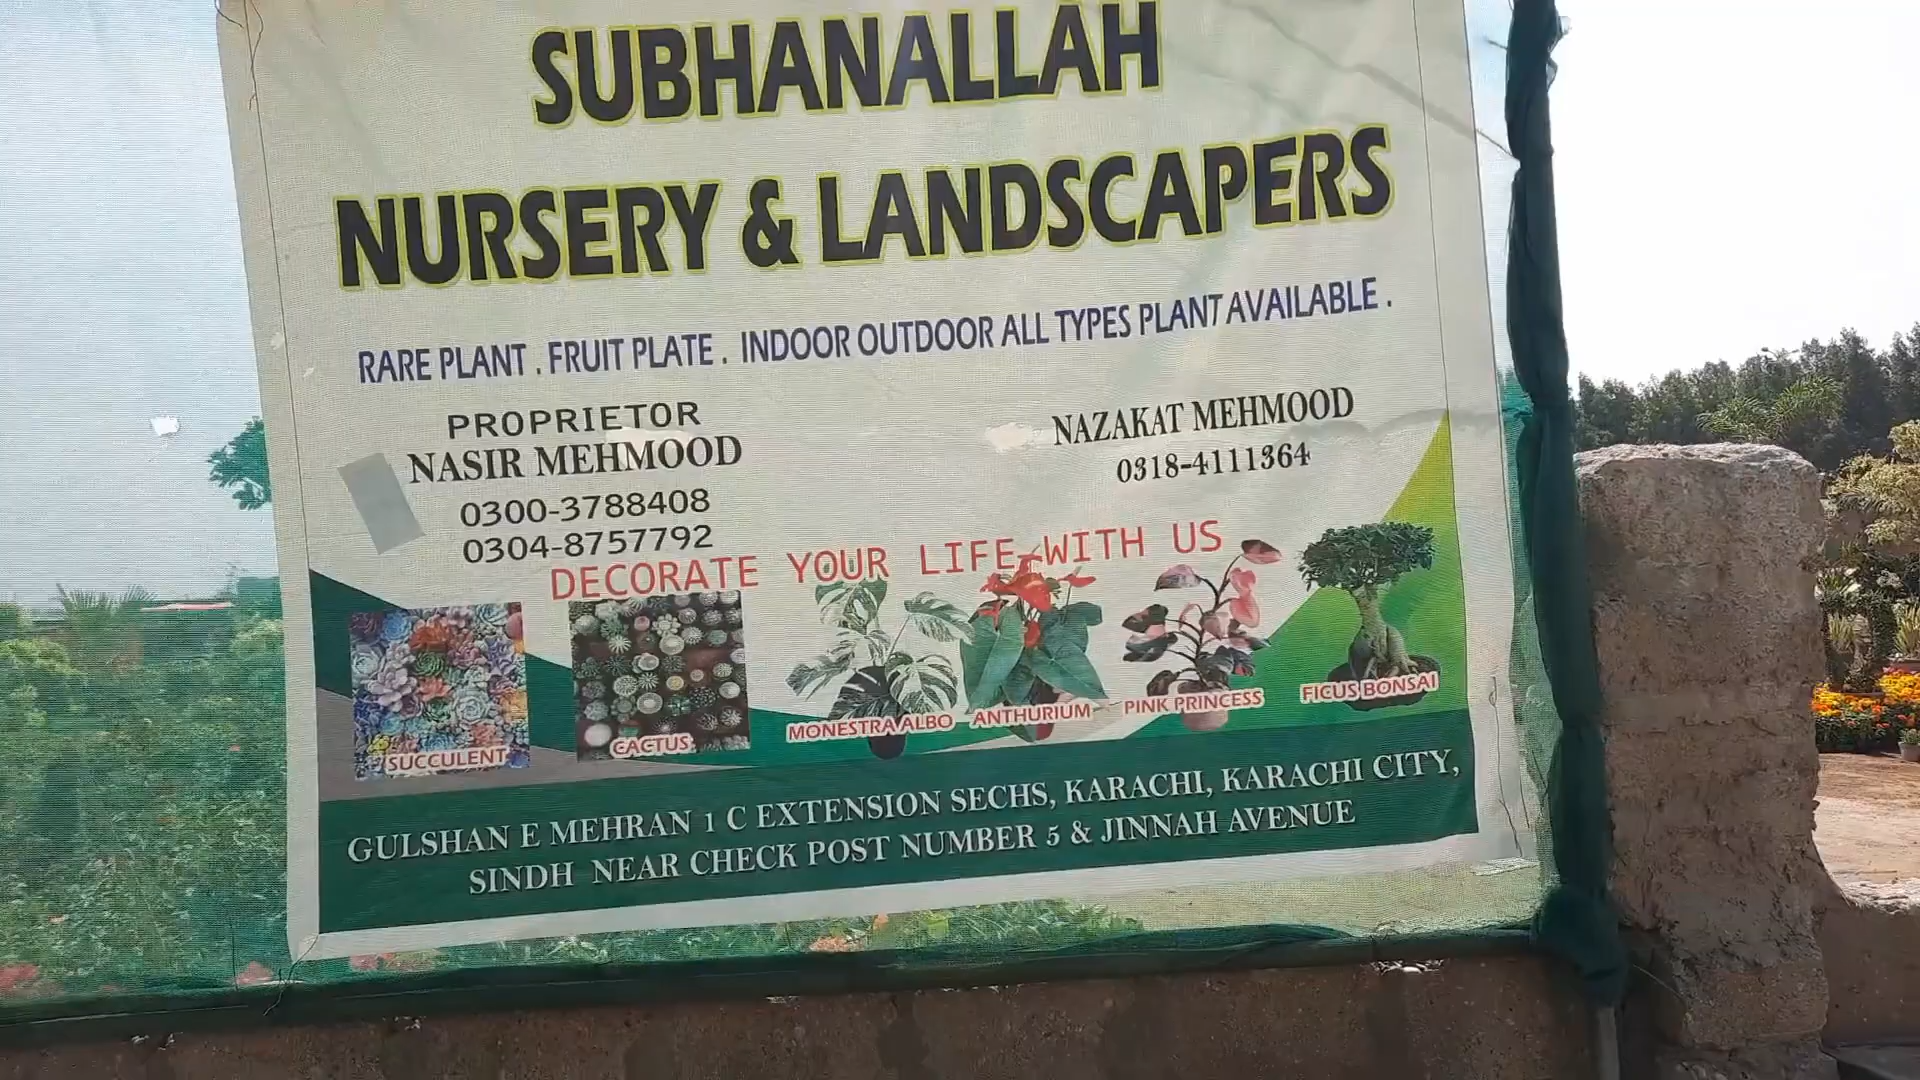 SUBHANALLAH
NURSERY & LANDSCAPERS
RARE PLANT . FRUIT PLATE . INDOOR OUTDOOR ALL TYPES PLANT AVAILABLE .
PROPRIETOR
NASIR MEHMOOD
0300-3788408
0304-8757792
NAZAKAT MEHMOOD
0318-4111364
DECORATE YOUR LIFE WITH US
SUCCULENT
CACTUS
MONESTRA ALBO
ANTHURIUM
PINK PRINCESS
FICUS BONSAI
GULSHAN E MEHRAN 1 C EXTENSION SECHS, KARACHI, KARACHI CITY,
SINDH NEAR CHECK POST NUMBER 5 & JINNAH AVENUE